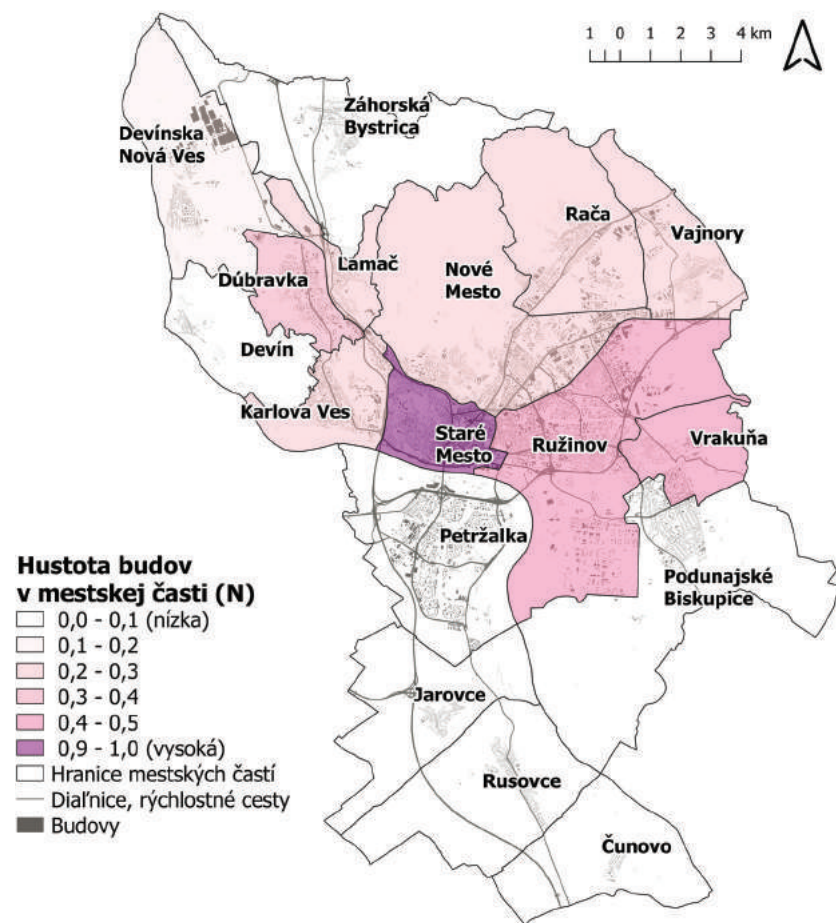 1 0 1 2 3 4 km
Záhorská
Bystrica
Devínska
Nová Ves
Rača
Vajnory
Lamač
Nové
Mesto
Dúbravka
Devín
Karlova Ves
Staré
Mesto
Ružinov
Vrakuňa
Petržalka
Podunajské
Biskupice
Jarovce
Rusovce
Čunovo
Hustota budov
v mestskej časti (N)
0,0 - 0,1 (nízka)
0,1 - 0,2
0,2 - 0,3
0,3 - 0,4
0,4 - 0,5
0,9 - 1,0 (vysoká)
Hranice mestských častí
Diaľnice, rýchlostné cesty
Budovy